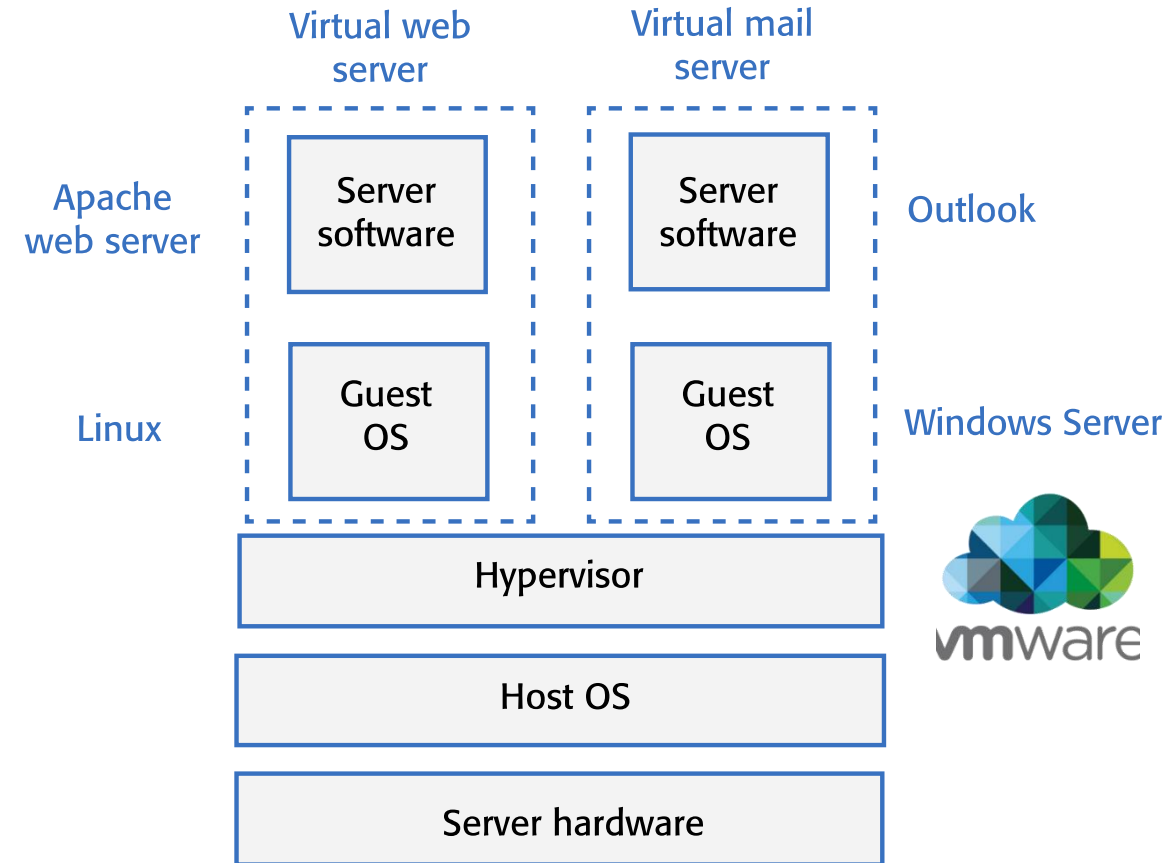 Virtual web
server
Virtual mail
server
Apache
web server
Server
software
Server
software
Outlook
Linux
Guest
OS
Guest
OS
Windows Server
Hypervisor
vmware
Host OS
Server hardware